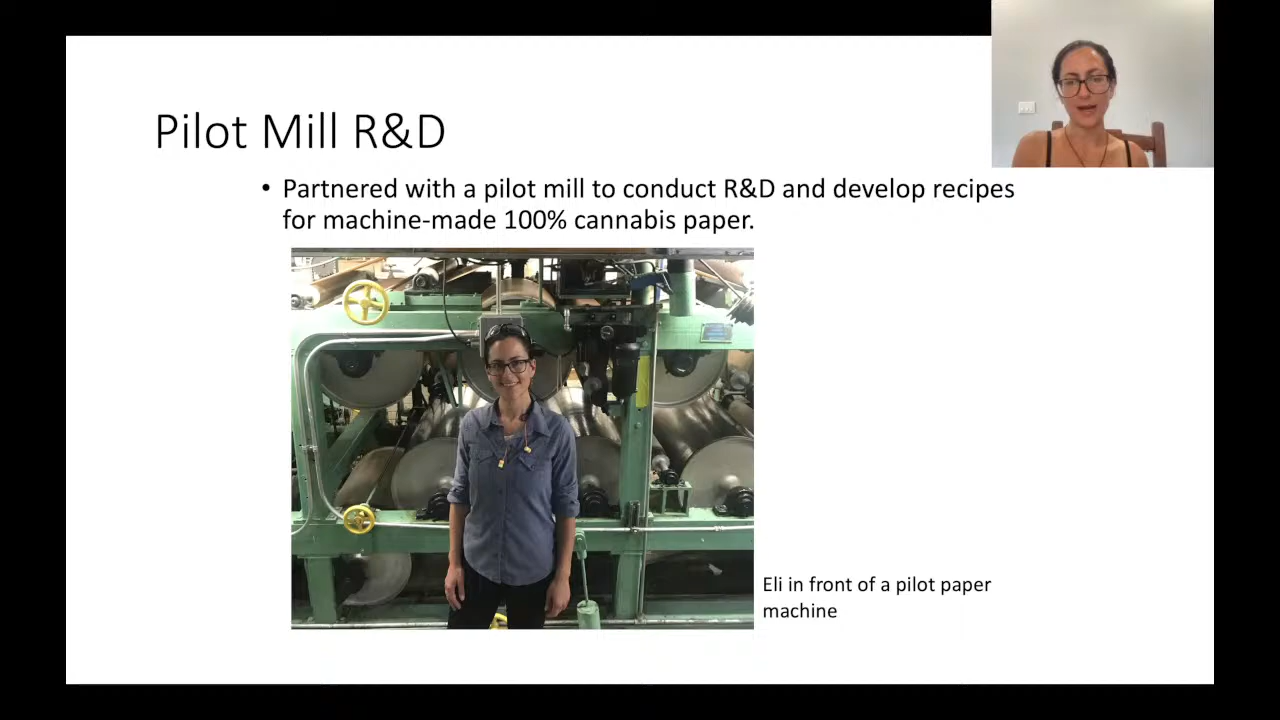 Pilot Mill R&D
• Partnered with a pilot mill to conduct R&D and develop recipes
for machine-made 100% cannabis paper.
Eli in front of a pilot paper
machine